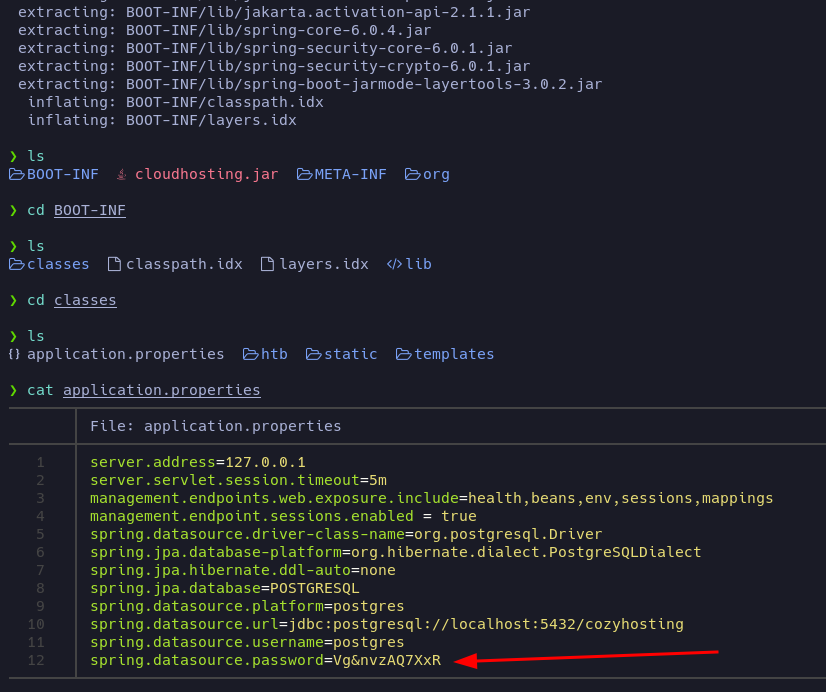 extracting: BOOT-INF/lib/jakarta.activation-api-2.1.1.jar
extracting: BOOT-INF/lib/spring-core-6.0.4.jar
extracting: BOOT-INF/lib/spring-security-core-6.0.1.jar
extracting: BOOT-INF/lib/spring-security-crypto-6.0.1.jar
extracting: BOOT-INF/lib/spring-boot-jarmode-layertools-3.0.2.jar
inflating: BOOT-INF/classpath.idx
inflating: BOOT-INF/layers.idx
❯ ls
BOOT-INF cloudhosting.jar META-INF org
❯ cd BOOT-INF
❯ ls
classes classpath.idx layers.idx lib
❯ cd classes
❯ ls
application.properties htb static templates
❯ cat application.properties
File: application.properties
1 server.address=127.0.0.1
2 server.servlet.session.timeout=5m
3 management.endpoints.web.exposure.include=health,beans,env,sessions,mappings
4 management.endpoint.sessions.enabled = true
5 spring.datasource.driver-class-name=org.postgresql.Driver
6 spring.jpa.database-platform=org.hibernate.dialect.PostgreSQLDialect
7 spring.jpa.hibernate.ddl-auto=none
8 spring.jpa.database=POSTGRESQL
9 spring.datasource.platform=postgres
10 spring.datasource.url=jdbc:postgresql://localhost:5432/cozyhosting
11 spring.datasource.username=postgres
12 spring.datasource.password=Vg&nvzAQ7XxR